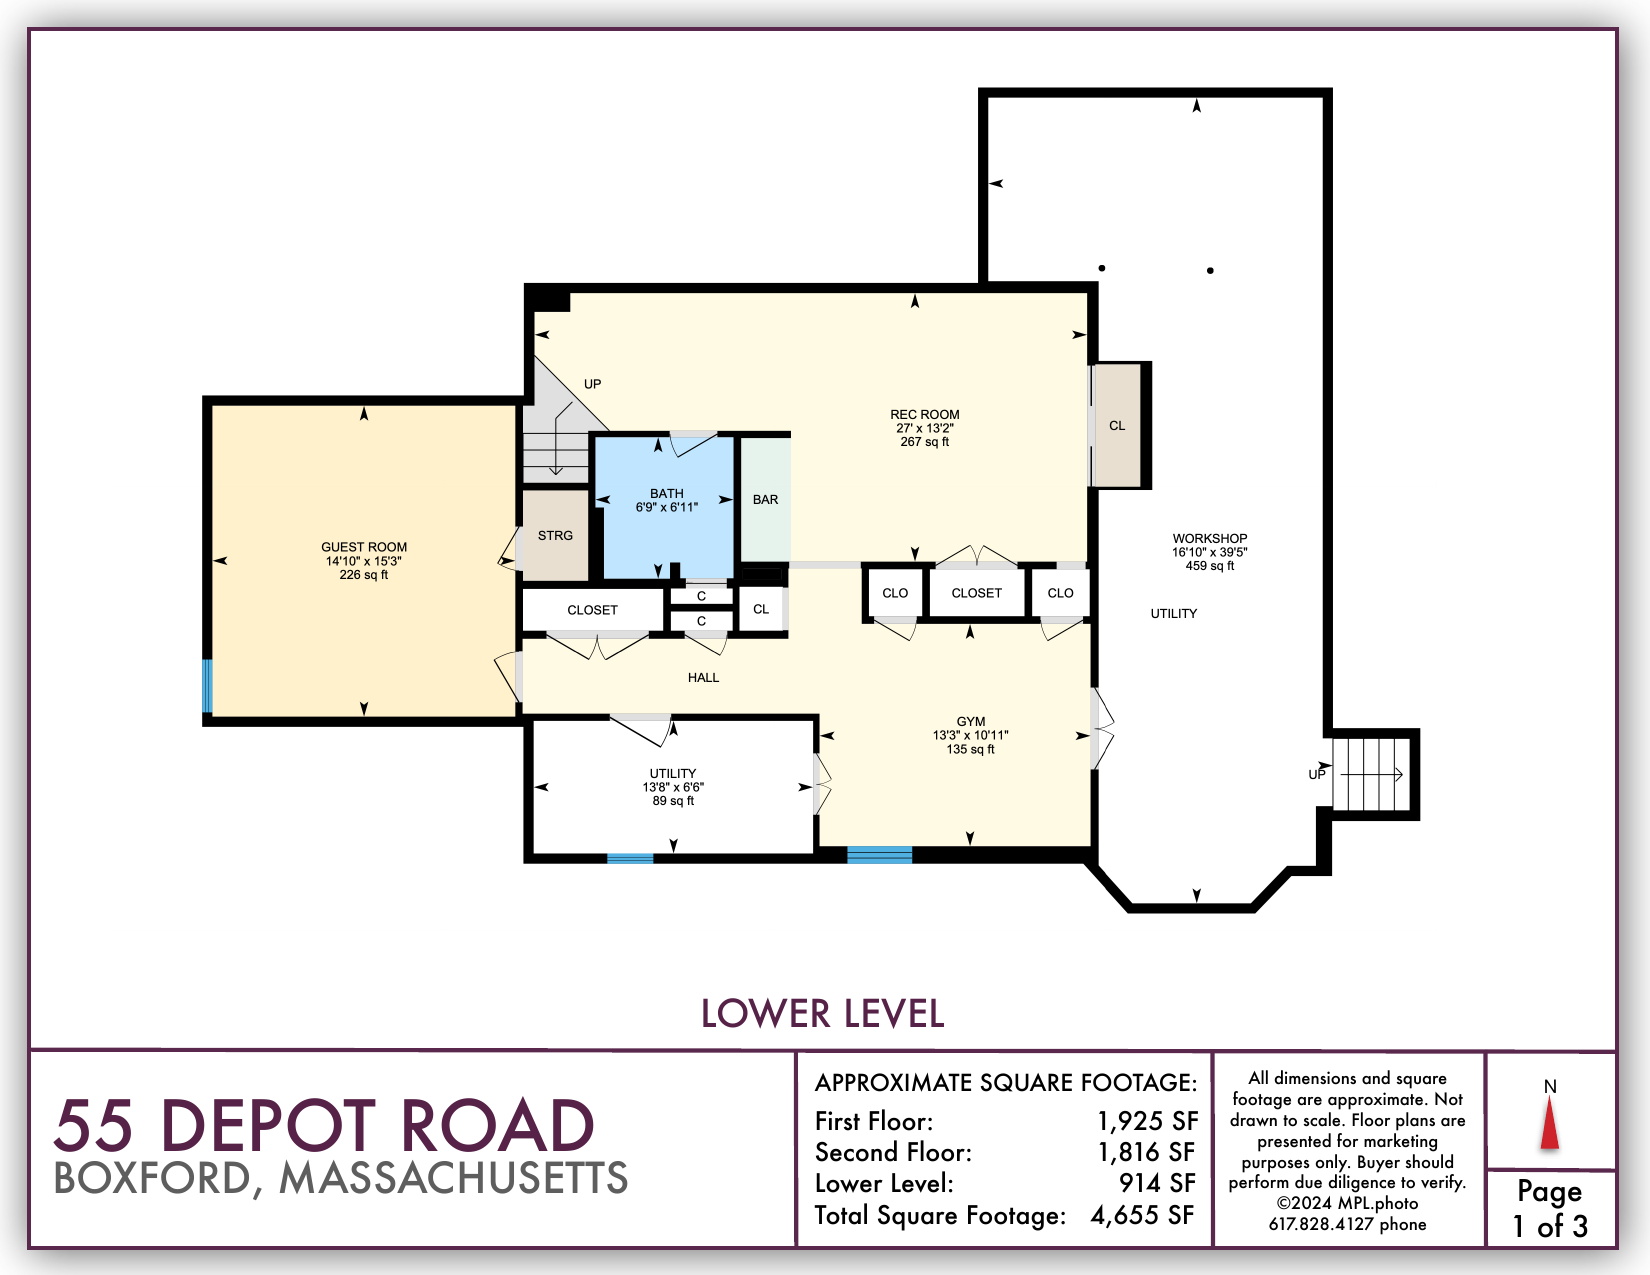 UP
REC ROOM
27' x 13'2"
267 sq ft
CL
BATH
6'9" x 6'11"
BAR
GUEST ROOM
14'10" x 15'3"
226 sq ft
STRG
WORKSHOP
16'10" x 39'5"
459 sq ft
CLOSET
C
C
CL
CLO
CLOSET
CLO
UTILITY
HALL
GYM
13'3" x 10'11"
135 sq ft
UTILITY
13'8" x 6'6"
89 sq ft
UP
LOWER LEVEL
55 DEPOT ROAD
BOXFORD, MASSACHUSETTS
APPROXIMATE SQUARE FOOTAGE:
First Floor: 1,925 SF
Second Floor: 1,816 SF
Lower Level: 914 SF
Total Square Footage: 4,655 SF
All dimensions and square
footage are approximate. Not
drawn to scale. Floor plans are
presented for marketing
purposes only. Buyer should
perform due diligence to verify.
©2024 MPL.photo
617.828.4127 phone
N
Page
1 of 3